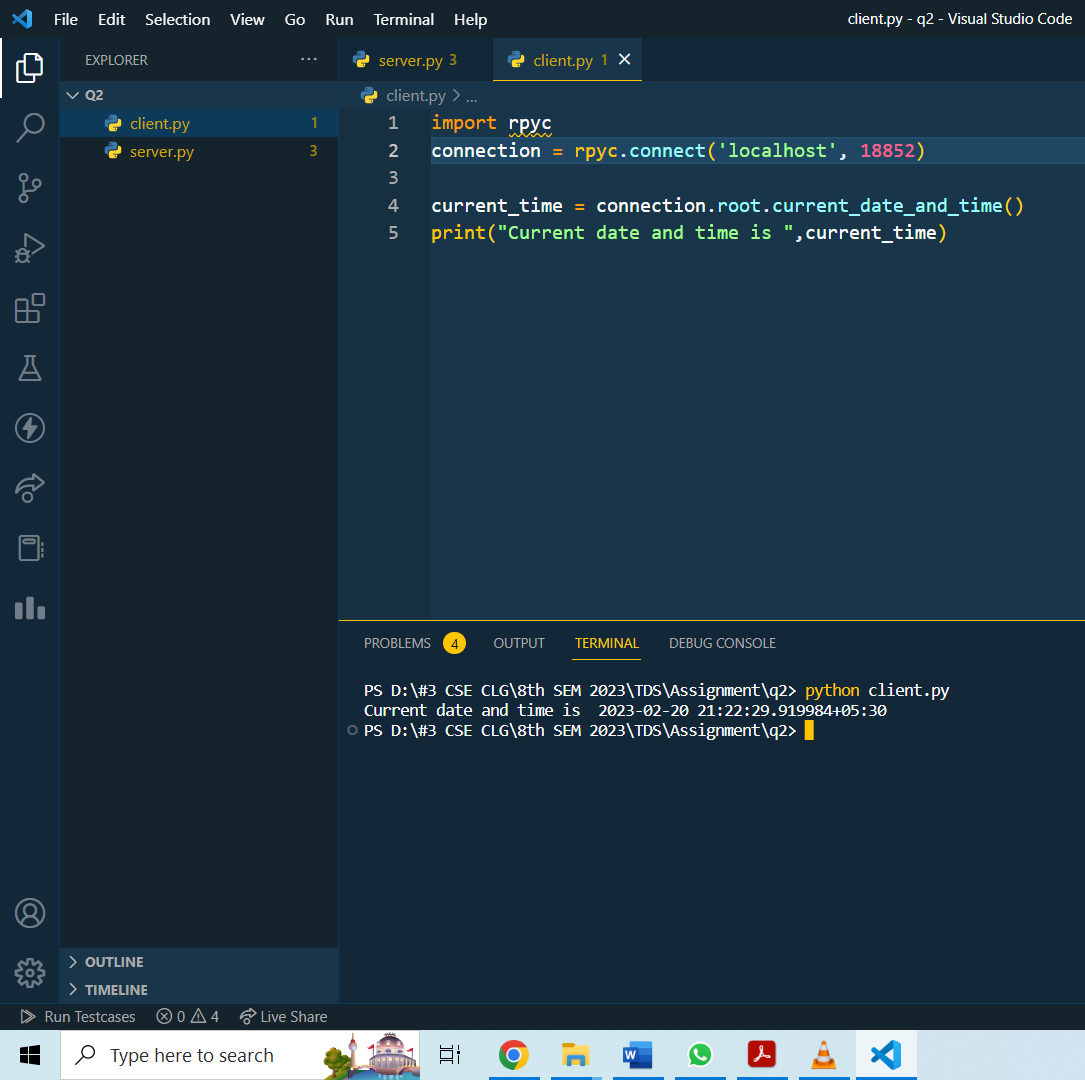 File Edit Selection View Go Run Terminal Help client.py - q2 - Visual Studio Code
EXPLORER ...
server.py 3 client.py 1
Q2
client.py > ...
client.py 1
server.py 3
1 import rpyc
2 connection = rpyc.connect('localhost', 18852)
3
4 current_time = connection.root.current_date_and_time()
5 print("Current date and time is ",current_time)
PROBLEMS 4 OUTPUT TERMINAL DEBUG CONSOLE
PS D:\#3 CSE CLG\8th SEM 2023\TDS\Assignment\q2> python client.py
Current date and time is  2023-02-20 21:22:29.919984+05:30
PS D:\#3 CSE CLG\8th SEM 2023\TDS\Assignment\q2>
OUTLINE
TIMELINE
Run Testcases 0 4 Live Share
Type here to search